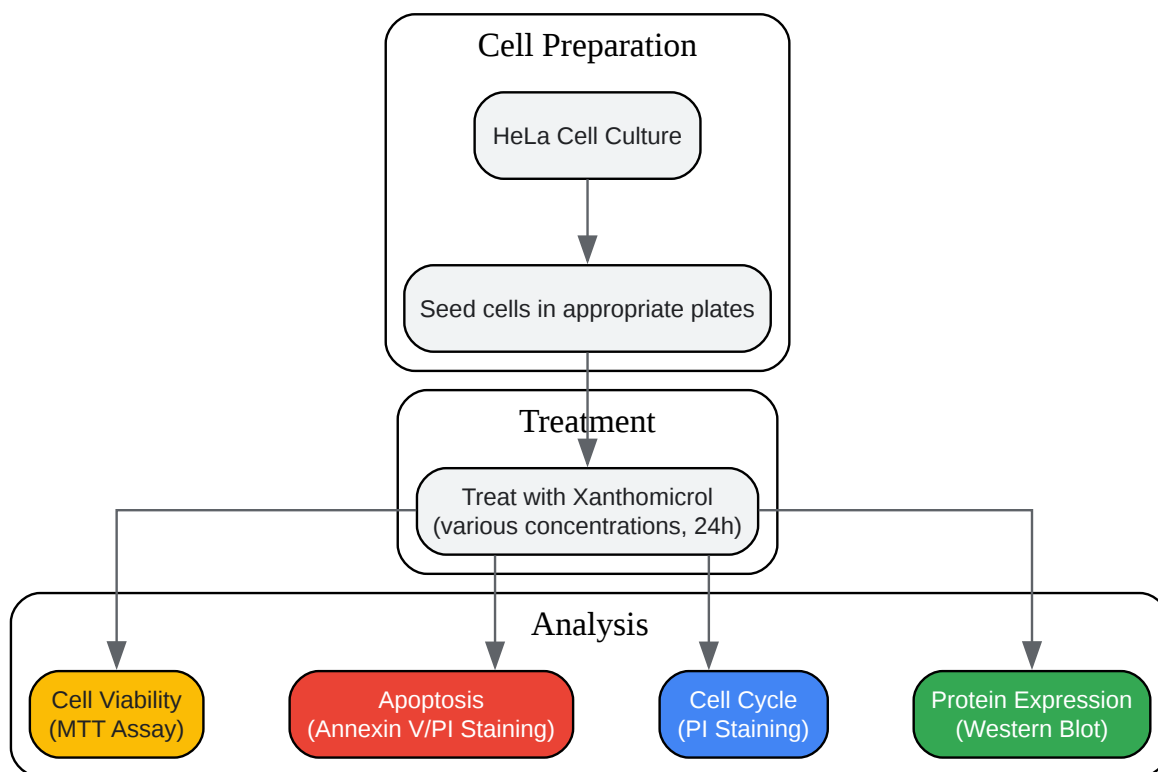 Cell Preparation
HeLa Cell Culture
Seed cells in appropriate plates
Treatment
Treat with Xanthomicrol
(various concentrations, 24h)
Analysis
Cell Viability
(MTT Assay)
Apoptosis
(Annexin V/PI Staining)
Cell Cycle
(PI Staining)
Protein Expression
(Western Blot)